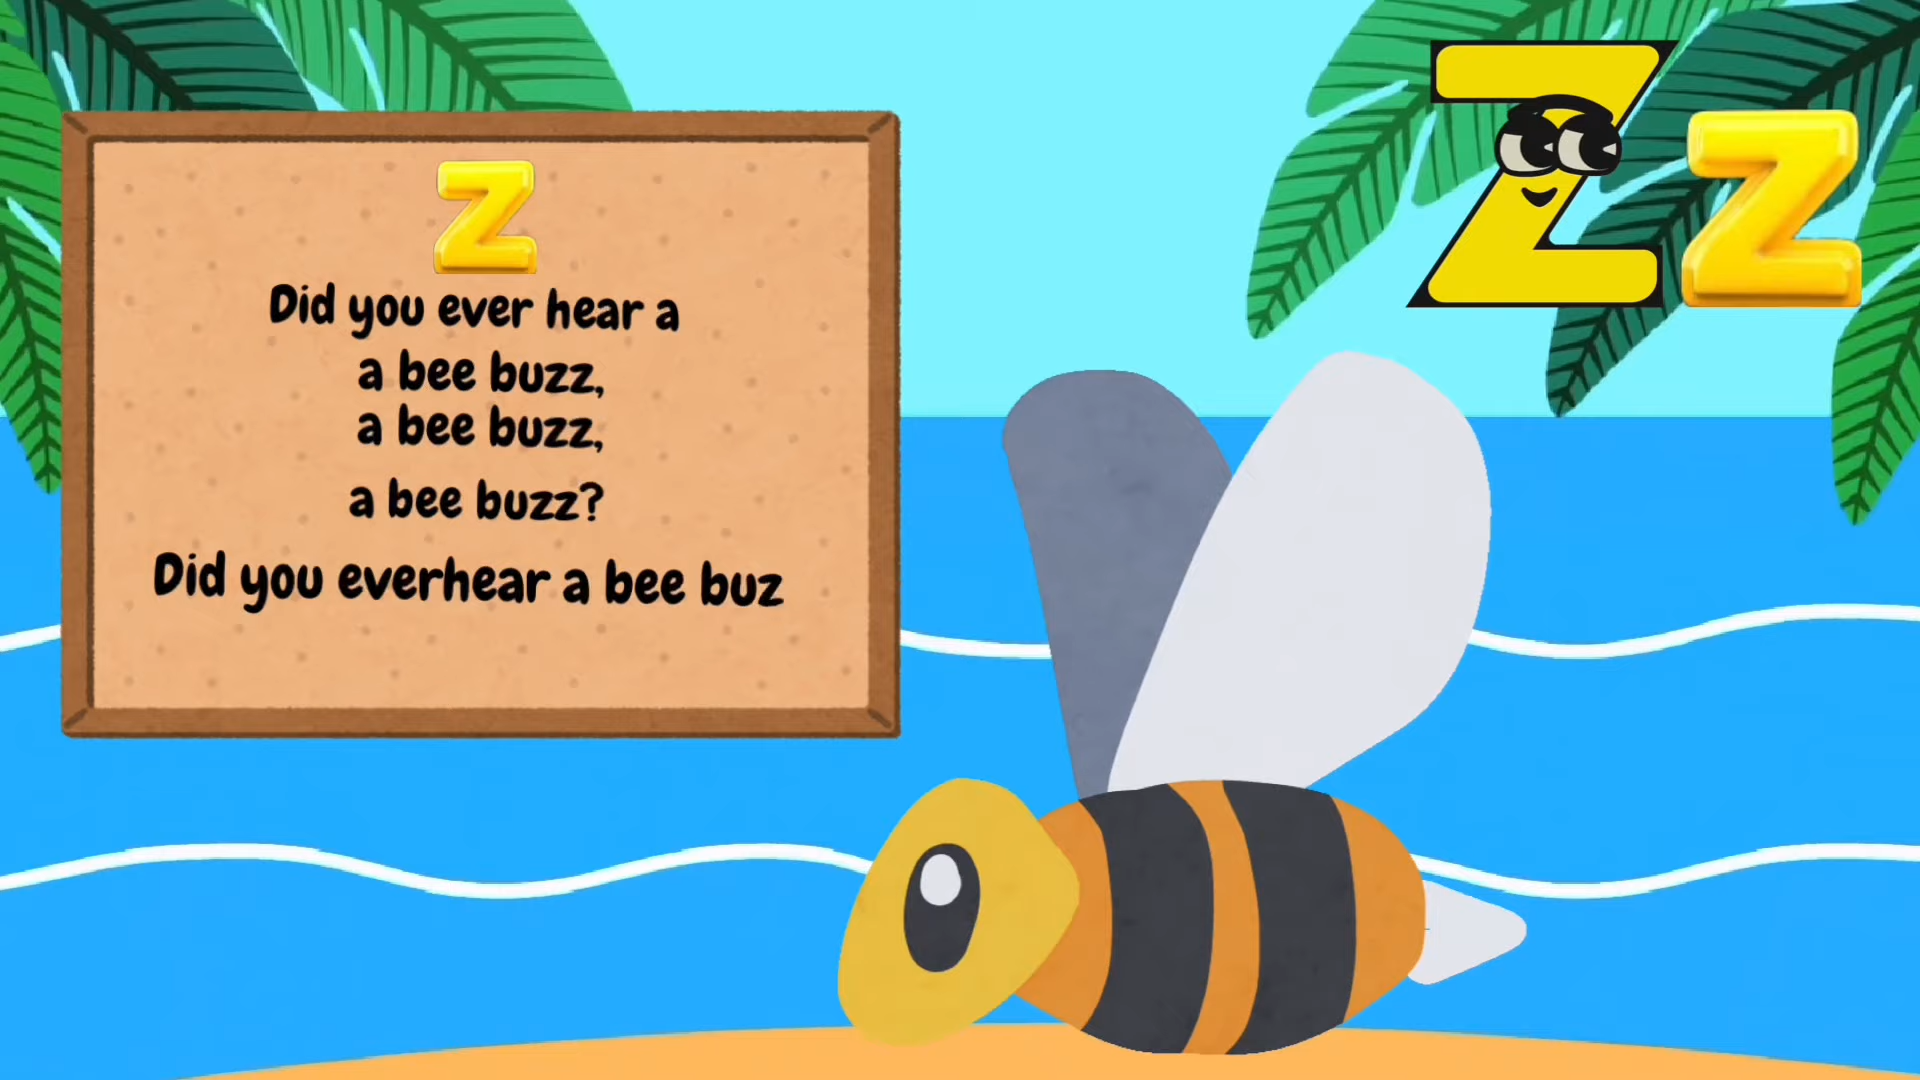 Z
Did you ever hear a
a bee buzz,
a bee buzz,
a bee buzz?
Did you everhear a bee buz
Z z